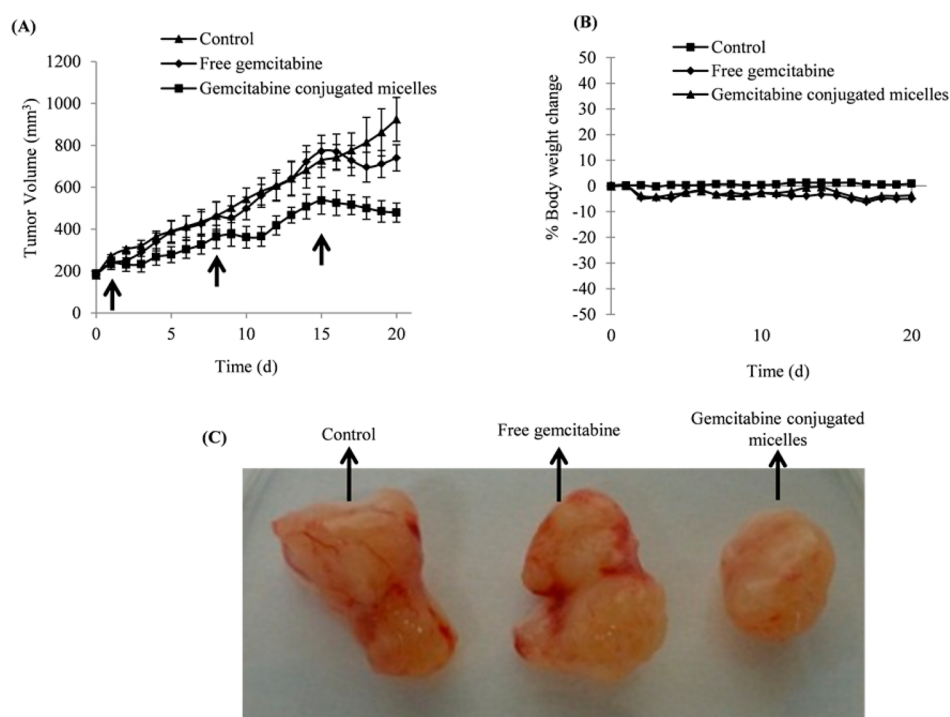 (A)
Control
Free gemcitabine
Gemcitabine conjugated micelles
1200
1000
800
600
400
200
0
Tumor Volume (mm³)
0
5
10
15
20
Time (d)
(B)
Control
Free gemcitabine
Gemcitabine conjugated micelles
50
40
30
20
10
0
-10
-20
-30
-40
-50
% Body weight change
0
10
20
Time (d)
(C)
Control
Free gemcitabine
Gemcitabine conjugated
micelles